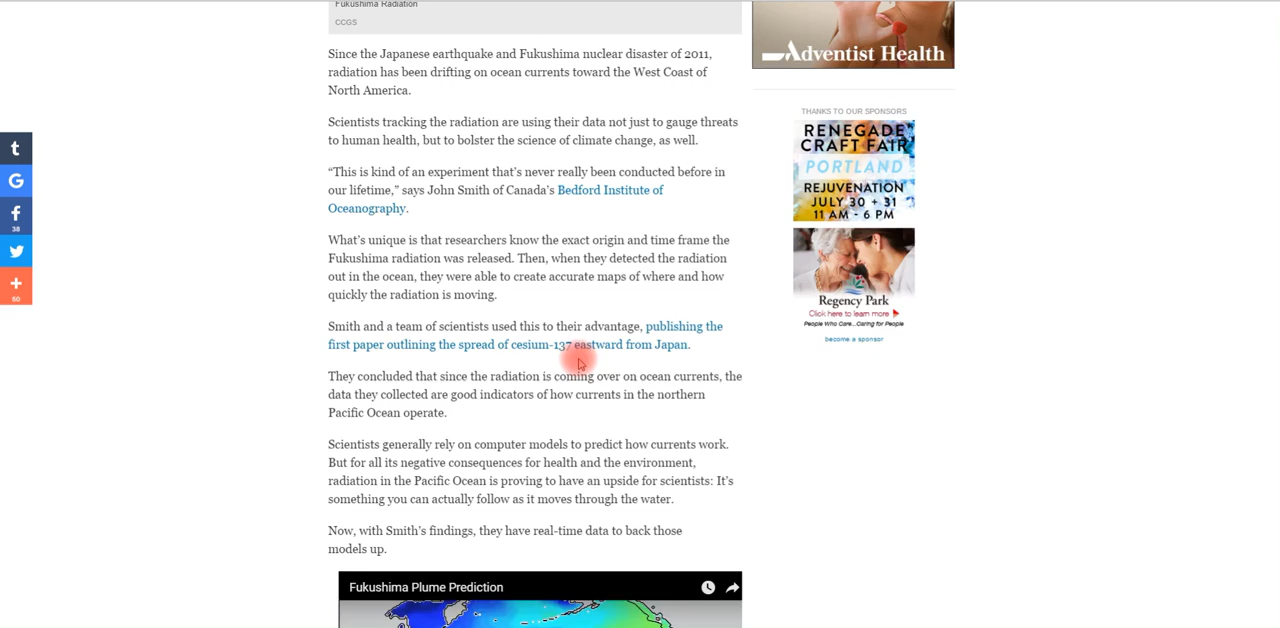 Fukushima Radiation
CCGS
Since the Japanese earthquake and Fukushima nuclear disaster of 2011,
radiation has been drifting on ocean currents toward the West Coast of
North America.
Scientists tracking the radiation are using their data not just to gauge threats
to human health, but to bolster the science of climate change, as well.
“This is kind of an experiment that’s never really been conducted before in
our lifetime,” says John Smith of Canada’s Bedford Institute of
Oceanography.
What’s unique is that researchers know the exact origin and time frame the
Fukushima radiation was released. Then, when they detected the radiation
out in the ocean, they were able to create accurate maps of where and how
quickly the radiation is moving.
Smith and a team of scientists used this to their advantage, publishing the
first paper outlining the spread of cesium-137 eastward from Japan.
They concluded that since the radiation is coming over on ocean currents, the
data they collected are good indicators of how currents in the northern
Pacific Ocean operate.
Scientists generally rely on computer models to predict how currents work.
But for all its negative consequences for health and the environment,
radiation in the Pacific Ocean is proving to have an upside for scientists: It’s
something you can actually follow as it moves through the water.
Now, with Smith’s findings, they have real-time data to back those
models up.
Fukushima Plume Prediction
Adventist Health
THANKS TO OUR SPONSORS
RENEGADE
CRAFT FAIR
PORTLAND
REJUVENATION
JULY 30 + 31
11 AM - 6 PM
Regency Park
Click here to learn more
People Who Care...Caring for People
become a sponsor
t
G
f
38
+
50